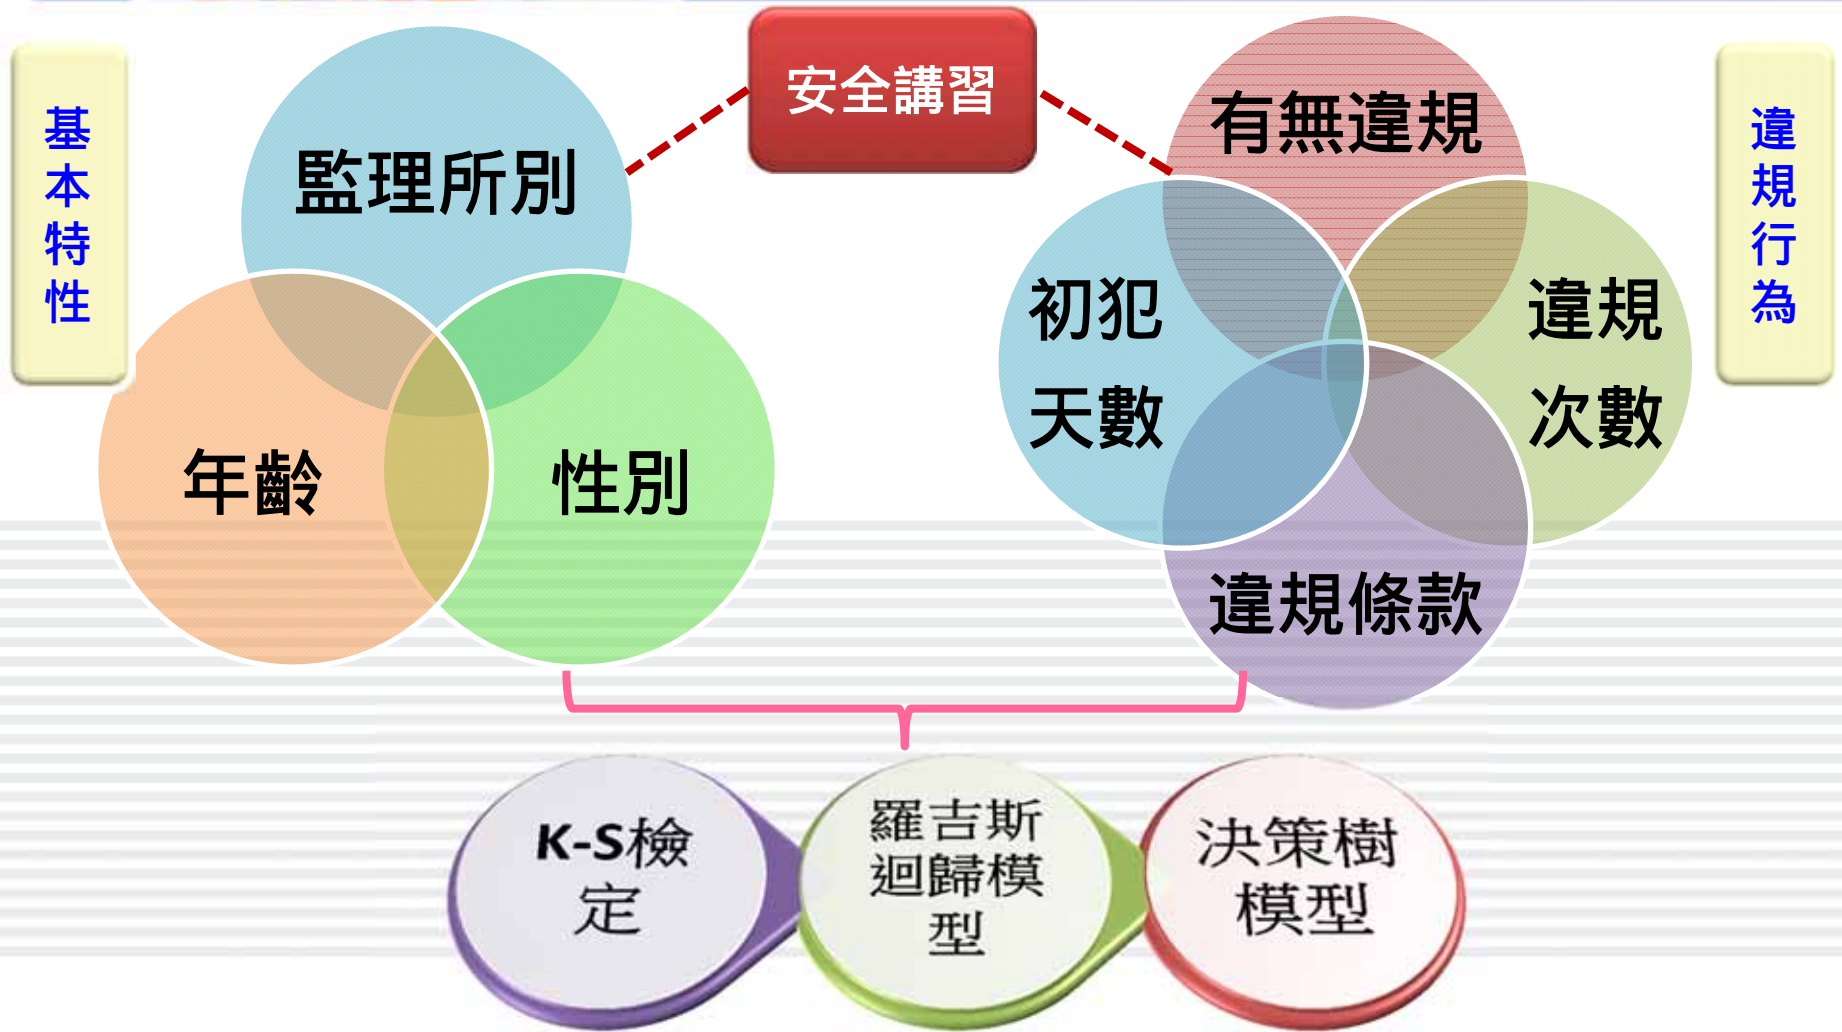 安全講習
基
本
特
性
監理所別
年齡
性別
有無違規
初犯
天數
違規
次數
違規條款
違
規
行
為
K-S檢
定
羅吉斯
迴歸模
型
決策樹
模型